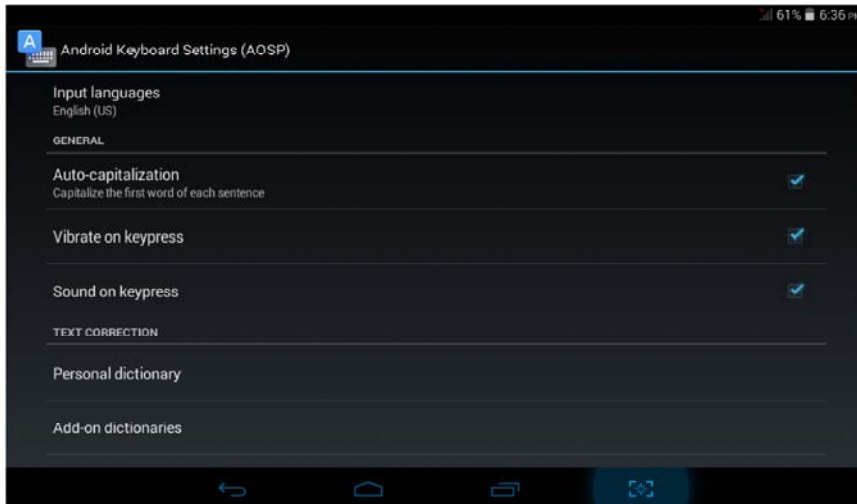 61% 6:36 PM
A
Android Keyboard Settings (AOSP)
Input languages
English (US)
GENERAL
Auto-capitalization
Capitalize the first word of each sentence
Vibrate on keypress
Sound on keypress
TEXT CORRECTION
Personal dictionary
Add-on dictionaries